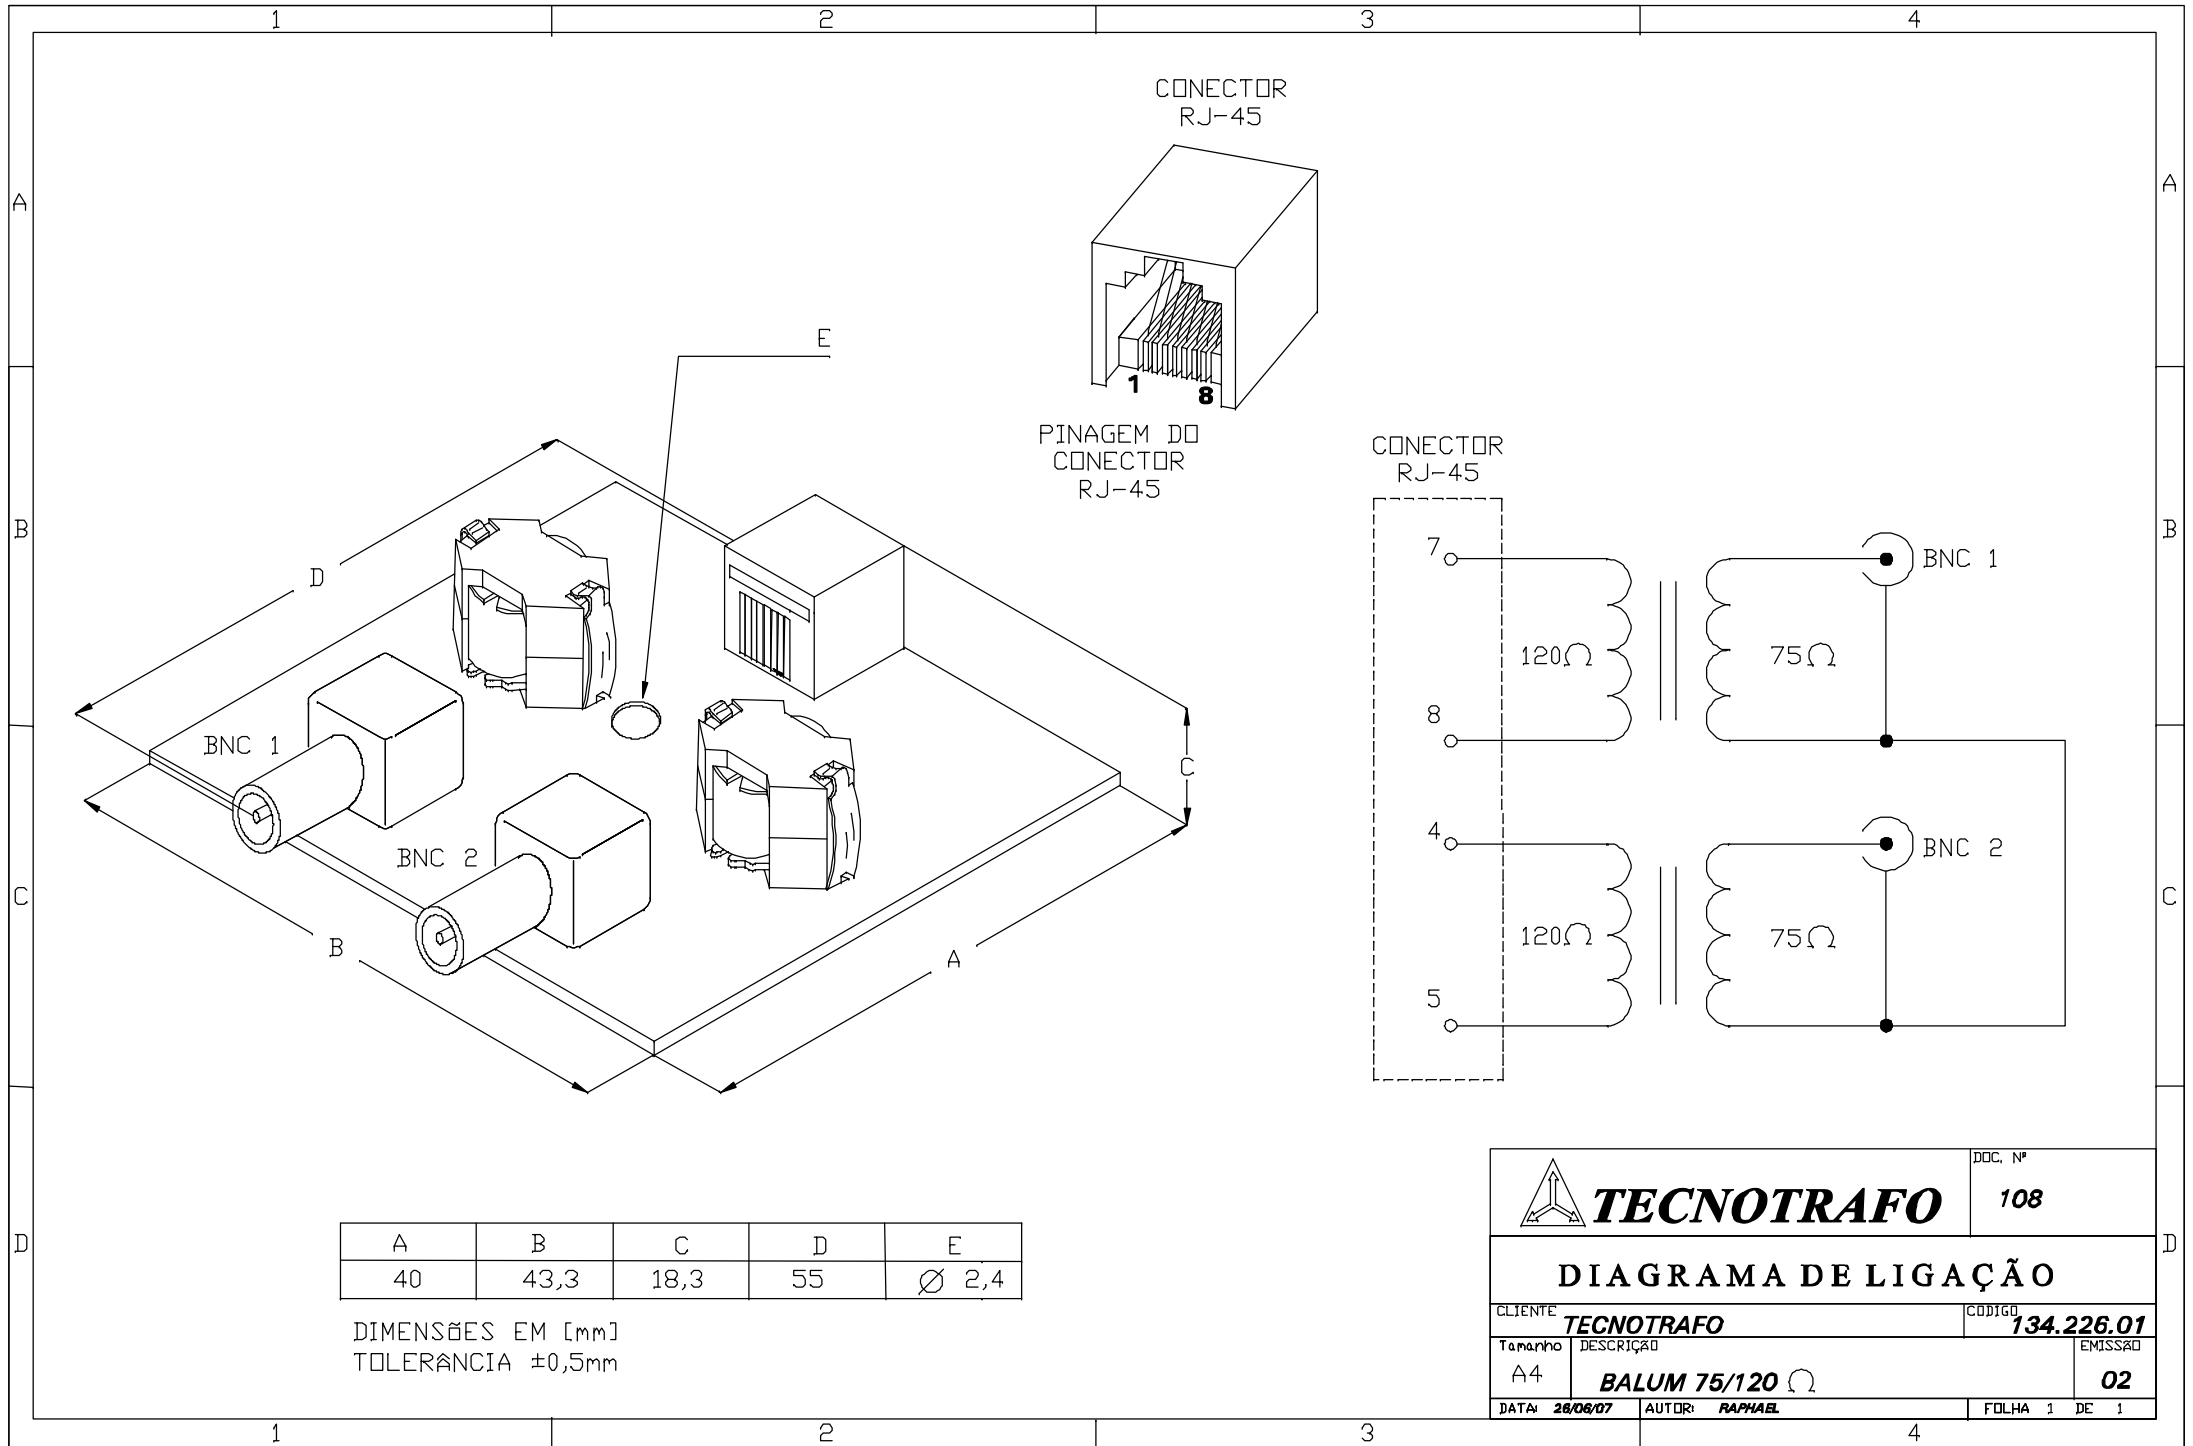 1 2 3 4
A
A
B
B
C
C
D
D
CONECTOR
RJ-45
1
8
PINAGEM DO
CONECTOR
RJ-45
E
D
BNC 1
BNC 2
C
B
A
CONECTOR
RJ-45
7
8
4
5
120Ω
75Ω
BNC 1
120Ω
75Ω
BNC 2
A B C D E
40 43,3 18,3 55 Ø 2,4
DIMENSÕES EM [mm]
TOLERÂNCIA ±0,5mm
TECNOTRAFO
DOC. Nº
108
DIAGRAMA DE LIGAÇÃO
CLIENTE TECNOTRAFO
CODIGO 134.226.01
Tamanho
A4
DESCRIÇÃO
BALUM 75/120 Ω
EMISSÃO
02
DATA: 26/06/07 AUTOR: RAPHAEL FOLHA 1 DE 1
1 2 3 4